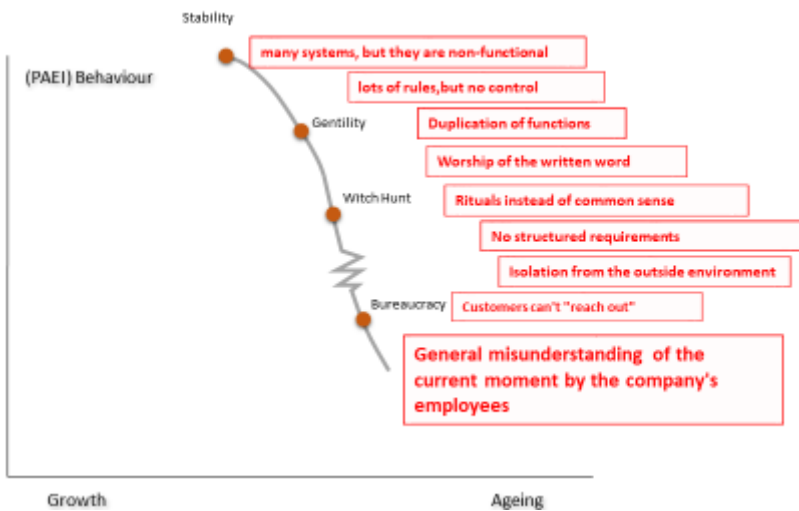 Stability
many systems, but they are non-functional
(PAEI) Behaviour
lots of rules,but no control
Gentility
Duplication of functions
Worship of the written word
Witch Hunt
Rituals instead of common sense
No structured requirements
Isolation from the outside environment
Bureaucracy
Customers can't "reach out"
General misunderstanding of the
current moment by the company's
employees
Growth
Ageing